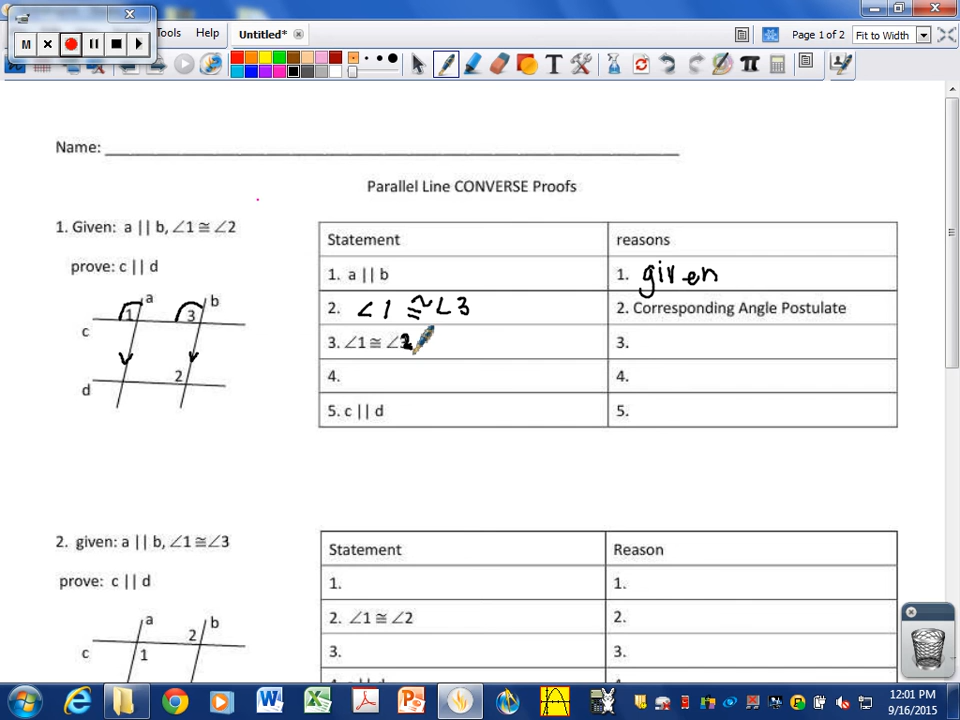 Tools Help Untitled* Page 1 of 2 Fit to Width
M
Name:
Parallel Line CONVERSE Proofs
1. Given: a || b, ∠1 ≅ ∠2
prove: c || d
a
b
1
3
c
2
d
Statement reasons
1. a || b 1. given
2. ∠1 ≅ ∠3 2. Corresponding Angle Postulate
3. ∠1 ≅ ∠2 3.
4. 4.
5. c || d 5.
2. given: a || b, ∠1 ≅ ∠3
prove: c || d
a
b
2
c
1
Statement Reason
1. 1.
2. ∠1 ≅ ∠2 2.
3. 3.
12:01 PM
9/16/2015